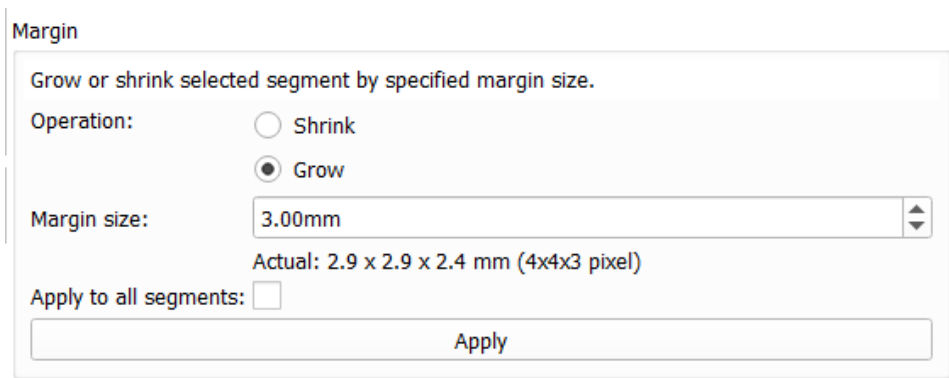 Margin
Grow or shrink selected segment by specified margin size.
Operation: Shrink
Grow
Margin size: 3.00mm
Actual: 2.9 x 2.9 x 2.4 mm (4x4x3 pixel)
Apply to all segments:
Apply